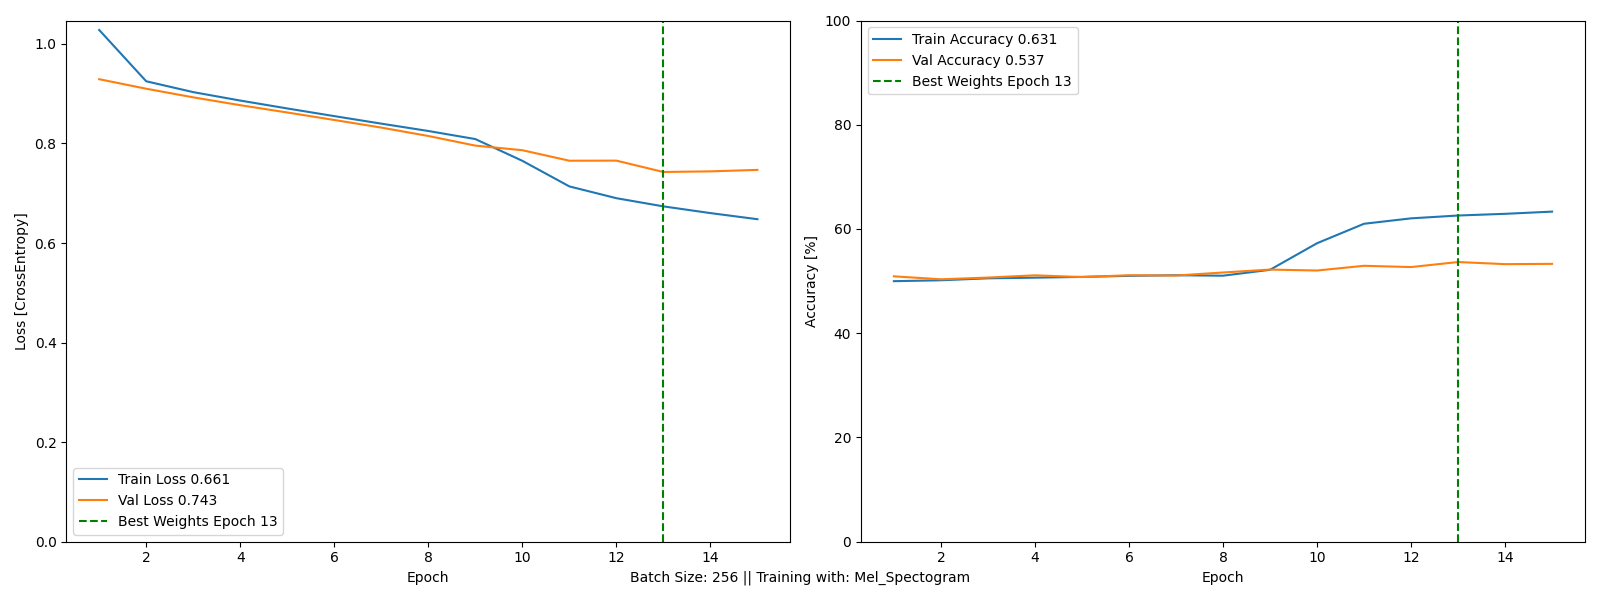 1.0
0.8
0.6
0.4
0.2
0.0
Loss [CrossEntropy]
Train Loss 0.661
Val Loss 0.743
Best Weights Epoch 13
2 4 6 8 10 12 14
Epoch
100
80
60
40
20
0
Accuracy [%]
Train Accuracy 0.631
Val Accuracy 0.537
Best Weights Epoch 13
2 4 6 8 10 12 14
Epoch
Batch Size: 256 || Training with: Mel_Spectogram